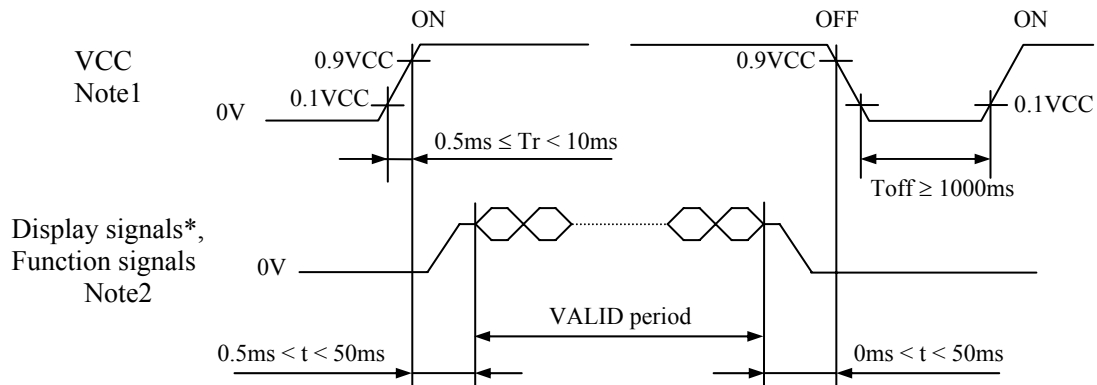 ON OFF ON
VCC
Note1
0.9VCC 0.9VCC
0.1VCC 0.1VCC
0V
0.5ms ≤ Tr < 10ms
Toff ≥ 1000ms
Display signals*,
Function signals
Note2
0V
VALID period
0.5ms < t < 50ms 0ms < t < 50ms